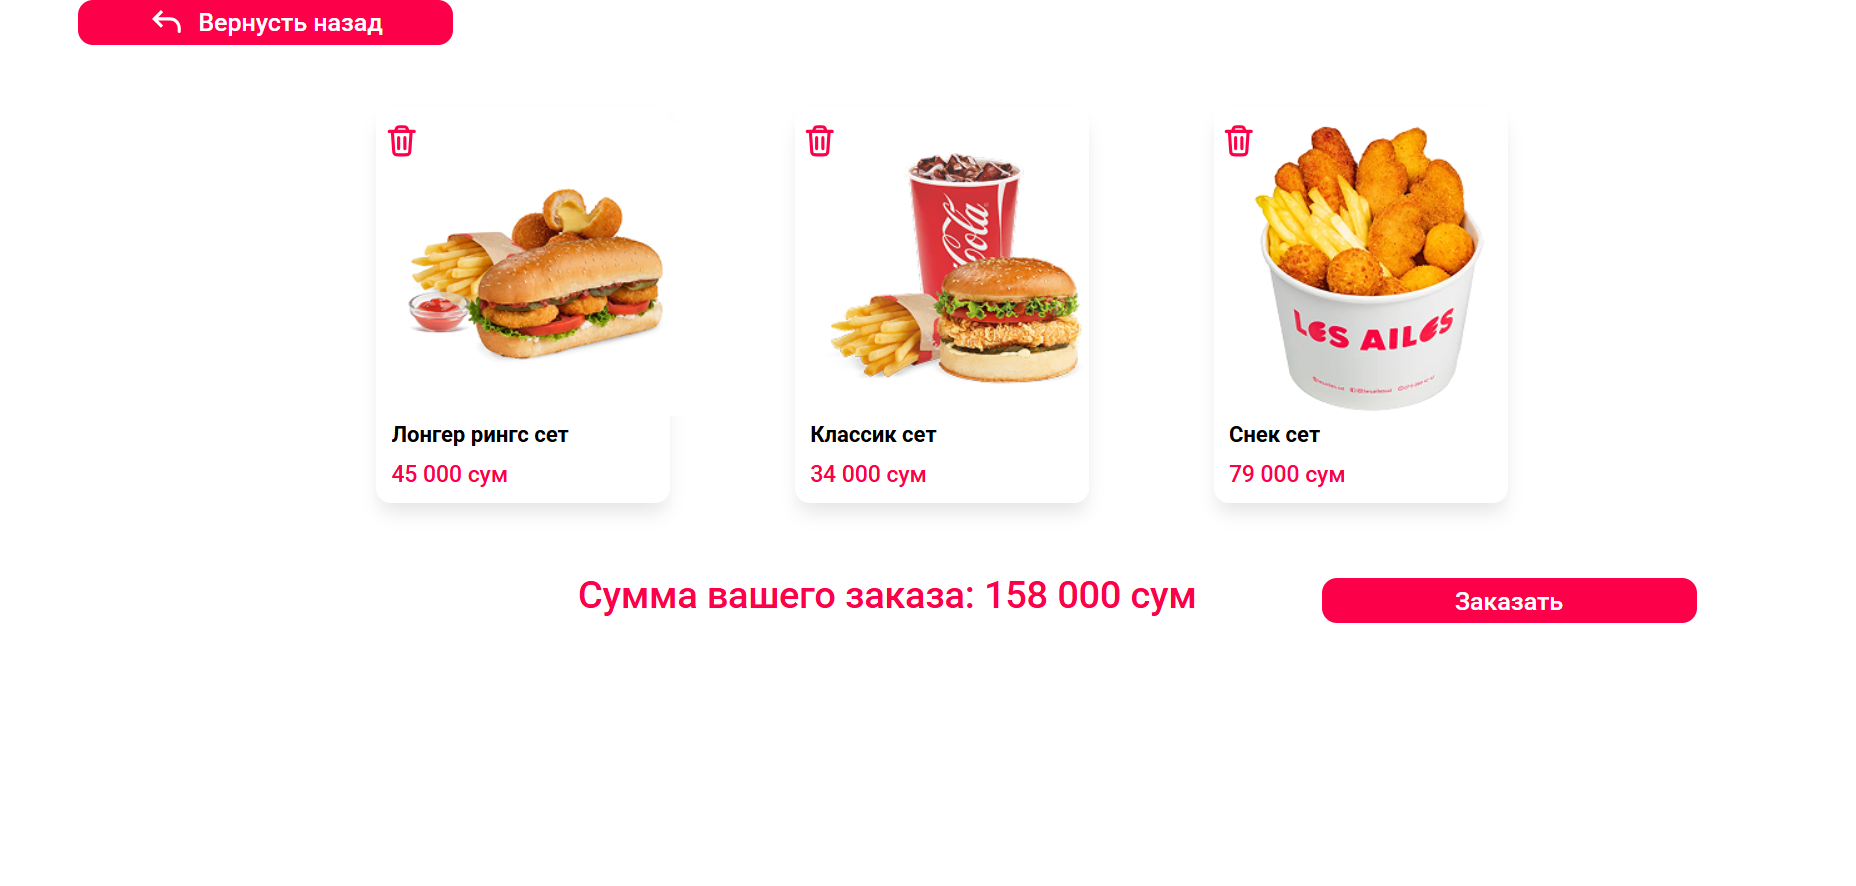 Вернусть назад
Cola
LES AILES
Лонгер рингс сет
Классик сет
Снек сет
45 000 сум
34 000 сум
79 000 сум
Сумма вашего заказа: 158 000 сум
Заказать